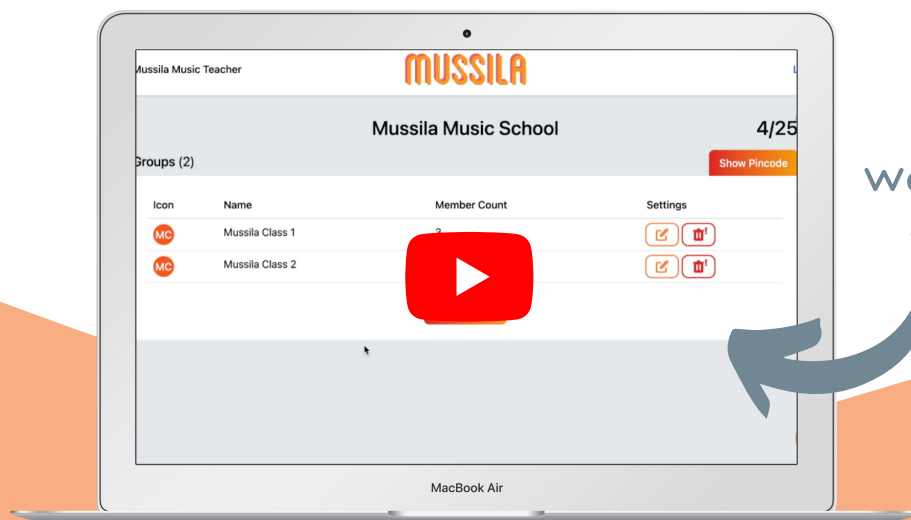 Mussila Music Teacher
MUSSILA
L
Mussila Music School
4/25
Groups (2)
Show Pincode
Icon
Name
Member Count
Settings
MC
Mussila Class 1
3
MC
Mussila Class 2
MacBook Air